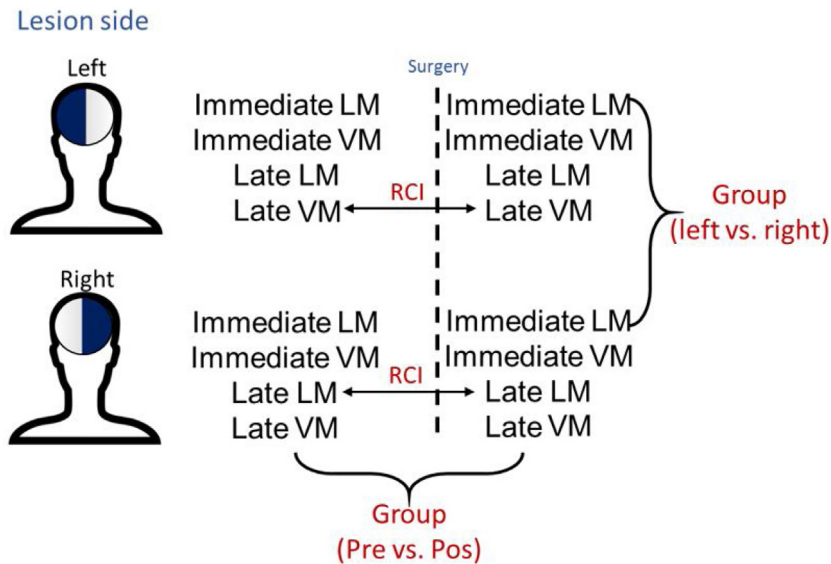 Lesion side
Left
Surgery
Immediate LM
Immediate VM
Late LM
Late VM
RCI
Immediate LM
Immediate VM
Late LM
Late VM
Group
(left vs. right)
Right
Immediate LM
Immediate VM
Late LM
Late VM
RCI
Immediate LM
Immediate VM
Late LM
Late VM
Group
(Pre vs. Pos)